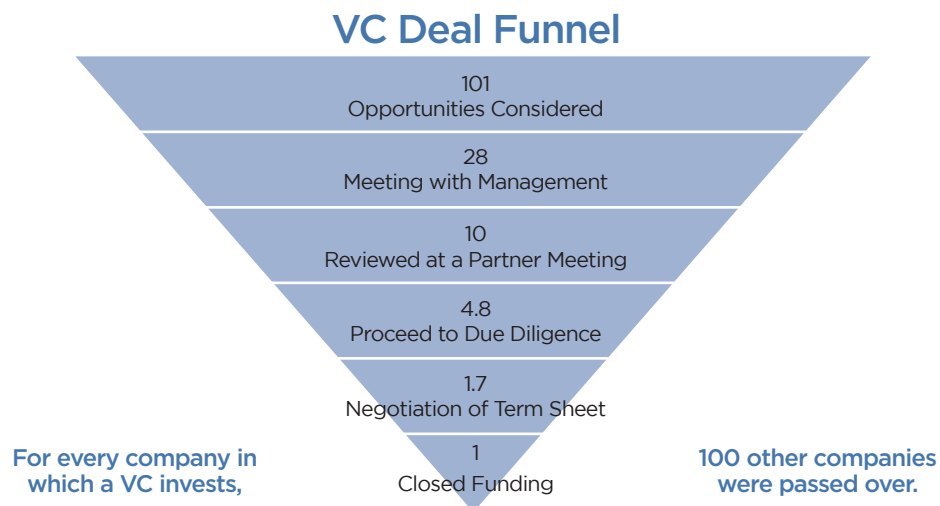 VC Deal Funnel
101
Opportunities Considered
28
Meeting with Management
10
Reviewed at a Partner Meeting
4.8
Proceed to Due Diligence
1.7
Negotiation of Term Sheet
1
Closed Funding
For every company in
which a VC invests,
100 other companies
were passed over.